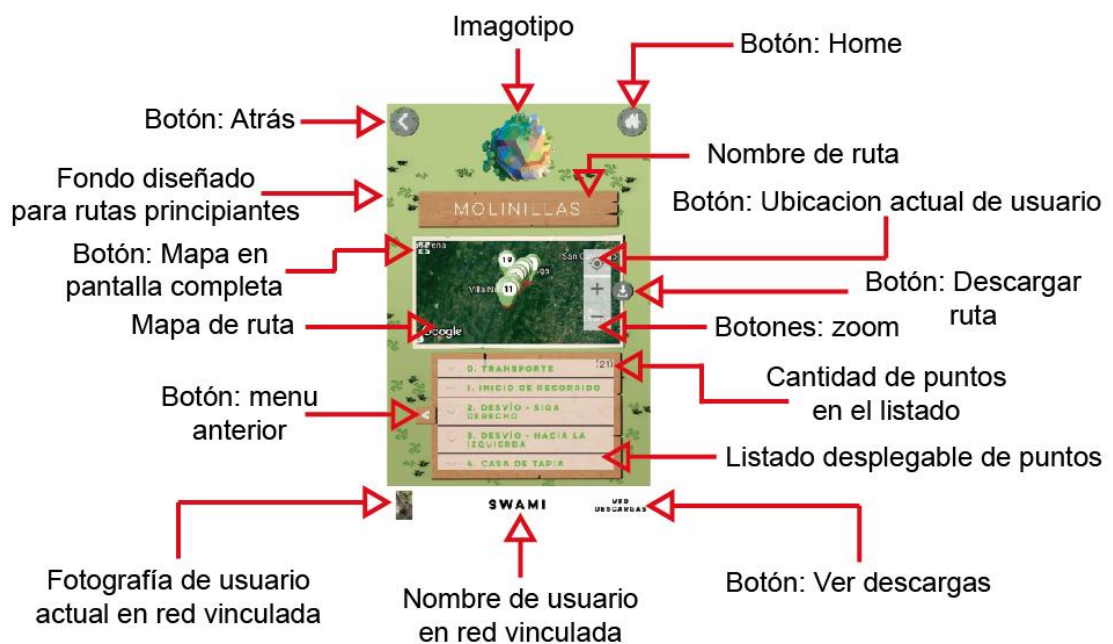 Imagotipo
Botón: Home
Botón: Atrás
Nombre de ruta
Fondo diseñado
para rutas principiantes
MOLINILLAS
Botón: Ubicacion actual de usuario
Botón: Mapa en
pantalla completa
19
11
Botón: Descargar
ruta
Mapa de ruta
Google
Botones: zoom
0. TRANSPORTE
(21)
1. INICIO DE RECORRIDO
2. DESVÍO - SIGA
DERECHO
3. DESVÍO - HACIA LA
IZQUIERDA
4. CASA DE TAPIA
Cantidad de puntos
en el listado
Botón: menu
anterior
Listado desplegable de puntos
SWAMI
VER
DESCARGAS
Fotografía de usuario
actual en red vinculada
Nombre de usuario
en red vinculada
Botón: Ver descargas